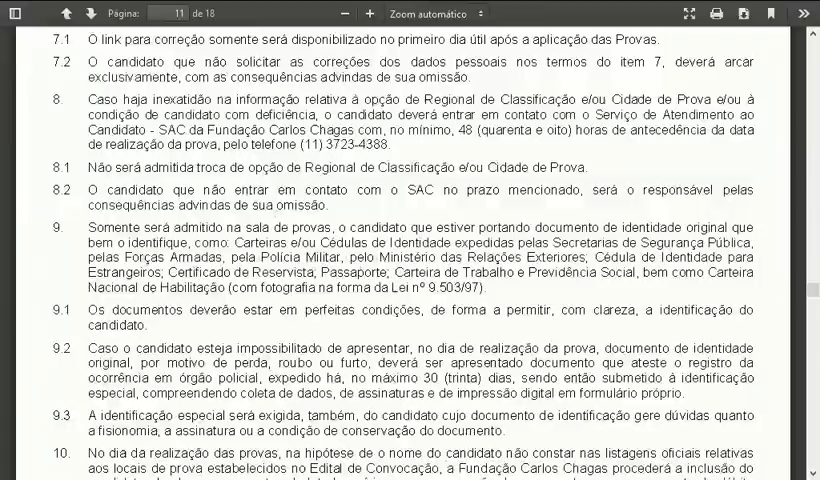 Página: 11 de 18 Zoom automático
7.1 O link para correção somente será disponibilizado no primeiro dia útil após a aplicação das Provas.
7.2 O candidato que não solicitar as correções dos dados pessoais nos termos do item 7, deverá arcar
exclusivamente, com as consequências advindas de sua omissão.
8. Caso haja inexatidão na informação relativa à opção de Regional de Classificação e/ou Cidade de Prova e/ou à
condição de candidato com deficiência, o candidato deverá entrar em contato com o Serviço de Atendimento ao
Candidato - SAC da Fundação Carlos Chagas com, no mínimo, 48 (quarenta e oito) horas de antecedência da data
de realização da prova, pelo telefone (11) 3723-4388.
8.1 Não será admitida troca de opção de Regional de Classificação e/ou Cidade de Prova.
8.2 O candidato que não entrar em contato com o SAC no prazo mencionado, será o responsável pelas
consequências advindas de sua omissão.
9. Somente será admitido na sala de provas, o candidato que estiver portando documento de identidade original que
bem o identifique, como: Carteiras e/ou Cédulas de Identidade expedidas pelas Secretarias de Segurança Pública,
pelas Forças Armadas, pela Polícia Militar, pelo Ministério das Relações Exteriores; Cédula de Identidade para
Estrangeiros; Certificado de Reservista; Passaporte; Carteira de Trabalho e Previdência Social, bem como Carteira
Nacional de Habilitação (com fotografia na forma da Lei nº 9.503/97).
9.1 Os documentos deverão estar em perfeitas condições, de forma a permitir, com clareza, a identificação do
candidato.
9.2 Caso o candidato esteja impossibilitado de apresentar, no dia de realização da prova, documento de identidade
original, por motivo de perda, roubo ou furto, deverá ser apresentado documento que ateste o registro da
ocorrência em órgão policial, expedido há, no máximo 30 (trinta) dias, sendo então submetido à identificação
especial, compreendendo coleta de dados, de assinaturas e de impressão digital em formulário próprio.
9.3 A identificação especial será exigida, também, do candidato cujo documento de identificação gere dúvidas quanto
a fisionomia, a assinatura ou a condição de conservação do documento.
10. No dia da realização das provas, na hipótese de o nome do candidato não constar nas listagens oficiais relativas
aos locais de prova estabelecidos no Edital de Convocação, a Fundação Carlos Chagas procederá a inclusão do